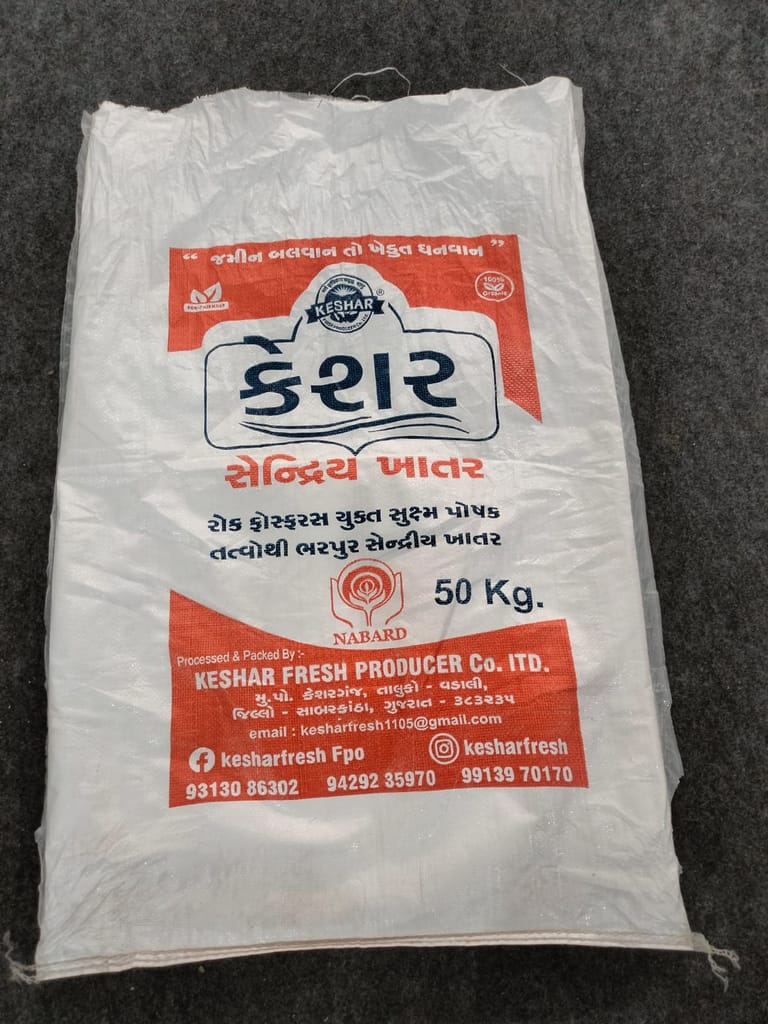 “ જમીન બલવાન તો ખેડુત ધનવાન ”
100%
Organic
KESHAR
®
કેશર
સેન્દ્રિય ખાતર
રોક ફોસ્ફરસ યુક્ત સુક્ષ્મ પોષક
તત્વોથી ભરપુર સેન્દ્રીય ખાતર
NABARD
50 Kg.
Processed & Packed By :-
KESHAR FRESH PRODUCER Co. lTD.
મુ.પો. કેશરગંજ, તાલુકો - વડાલી,
જિલ્લો - સાબરકાંઠા, ગુજરાત - ૩૮૩૨૩૫
email : kesharfresh1105@gmail.com
kesharfresh Fpo
kesharfresh
93130 86302 94292 35970 99139 70170